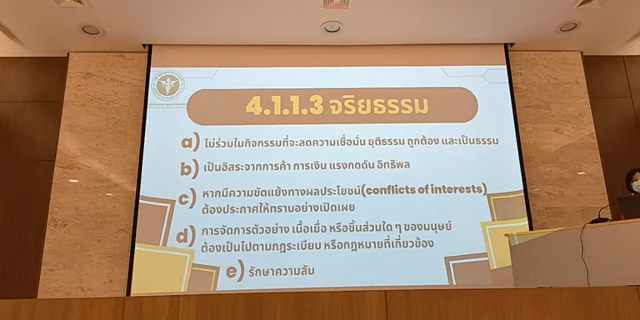 4.1.1.3 จริยธรรม
a) ไม่ร่วมในกิจกรรมที่จะลดความเชื่อมั่น ยุติธรรม ถูกต้อง และเป็นธรรม
b) เป็นอิสระจากการค้า การเงิน แรงกดดัน อิทธิพล
c) หากมีความขัดแย้งทางผลประโยชน์(conflicts of interests)
ต้องประกาศให้ทราบอย่างเปิดเผย
d) การจัดการตัวอย่าง เนื้อเยื่อ หรือชิ้นส่วนใด ๆ ของมนุษย์
ต้องเป็นไปตามกฎระเบียบ หรือกฎหมายที่เกี่ยวข้อง
e) รักษาความลับ